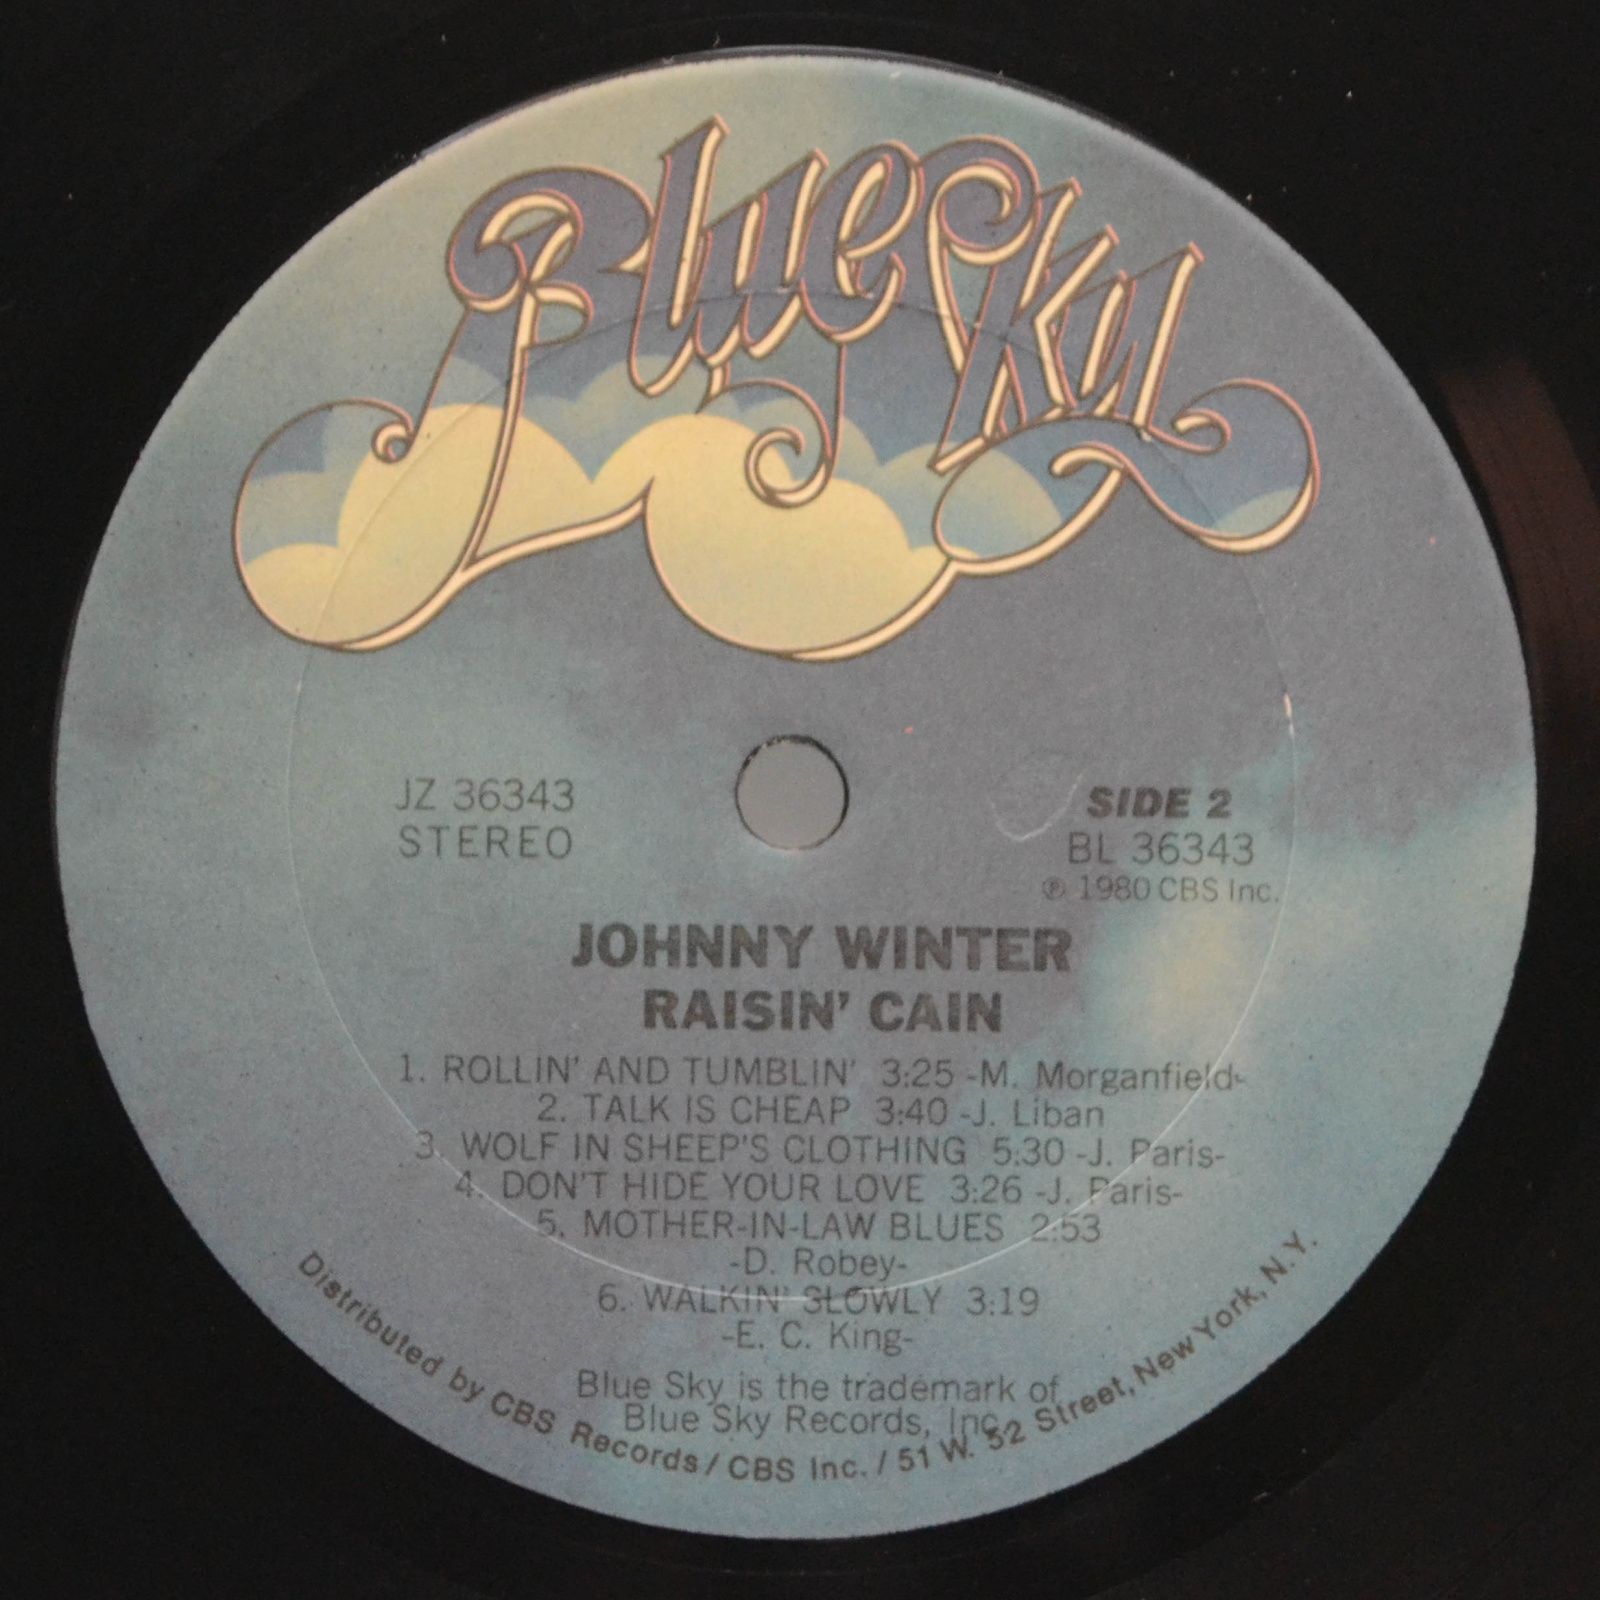 Blue Sky
JZ 36343
STEREO
SIDE 2
BL 36343
℗ 1980 CBS Inc.
JOHNNY WINTER
RAISIN' CAIN
1. ROLLIN' AND TUMBLIN' 3:25 -M. Morganfield-
2. TALK IS CHEAP 3:40 -J. Liban
3. WOLF IN SHEEP'S CLOTHING 5:30 -J. Paris-
4. DON'T HIDE YOUR LOVE 3:26 -J. Paris-
5. MOTHER-IN-LAW BLUES 2:53
-D. Robey-
6. WALKIN' SLOWLY 3:19
-E. C. King-
Blue Sky is the trademark of
Blue Sky Records, Inc.
Distributed by CBS Records / CBS Inc. / 51 W. 52 Street, New York, N.Y.